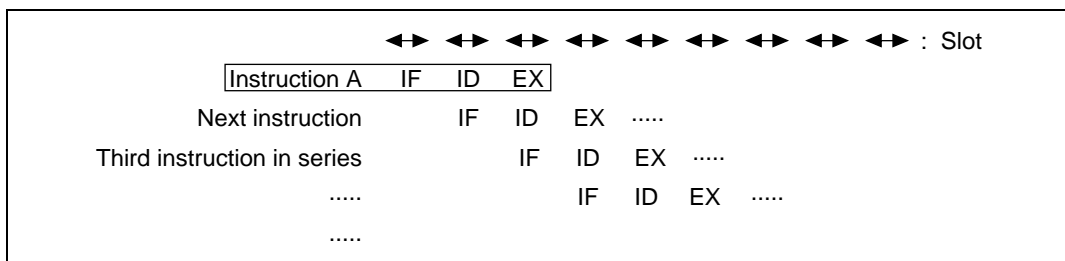 : Slot
Instruction A IF ID EX
Next instruction IF ID EX .....
Third instruction in series IF ID EX .....
..... IF ID EX .....
.....